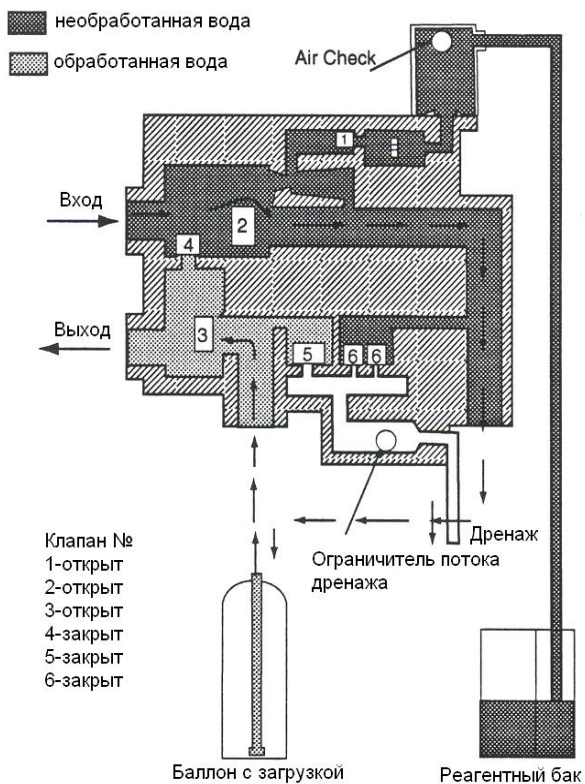 необработанная вода
обработанная вода
Air Check
1
Вход
2
4
Выход
3
5
6 6
Клапан №
1-открыт
2-открыт
3-открыт
4-закрыт
5-закрыт
6-закрыт
Дренаж
Ограничитель потока
дренажа
Баллон с загрузкой
Реагентный бак